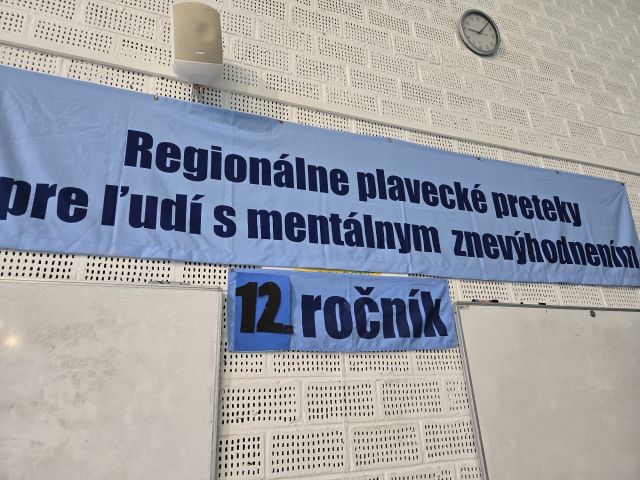 Regionálne plavecké preteky
pre ľudí s mentálnym znevýhodnením
12. ročník